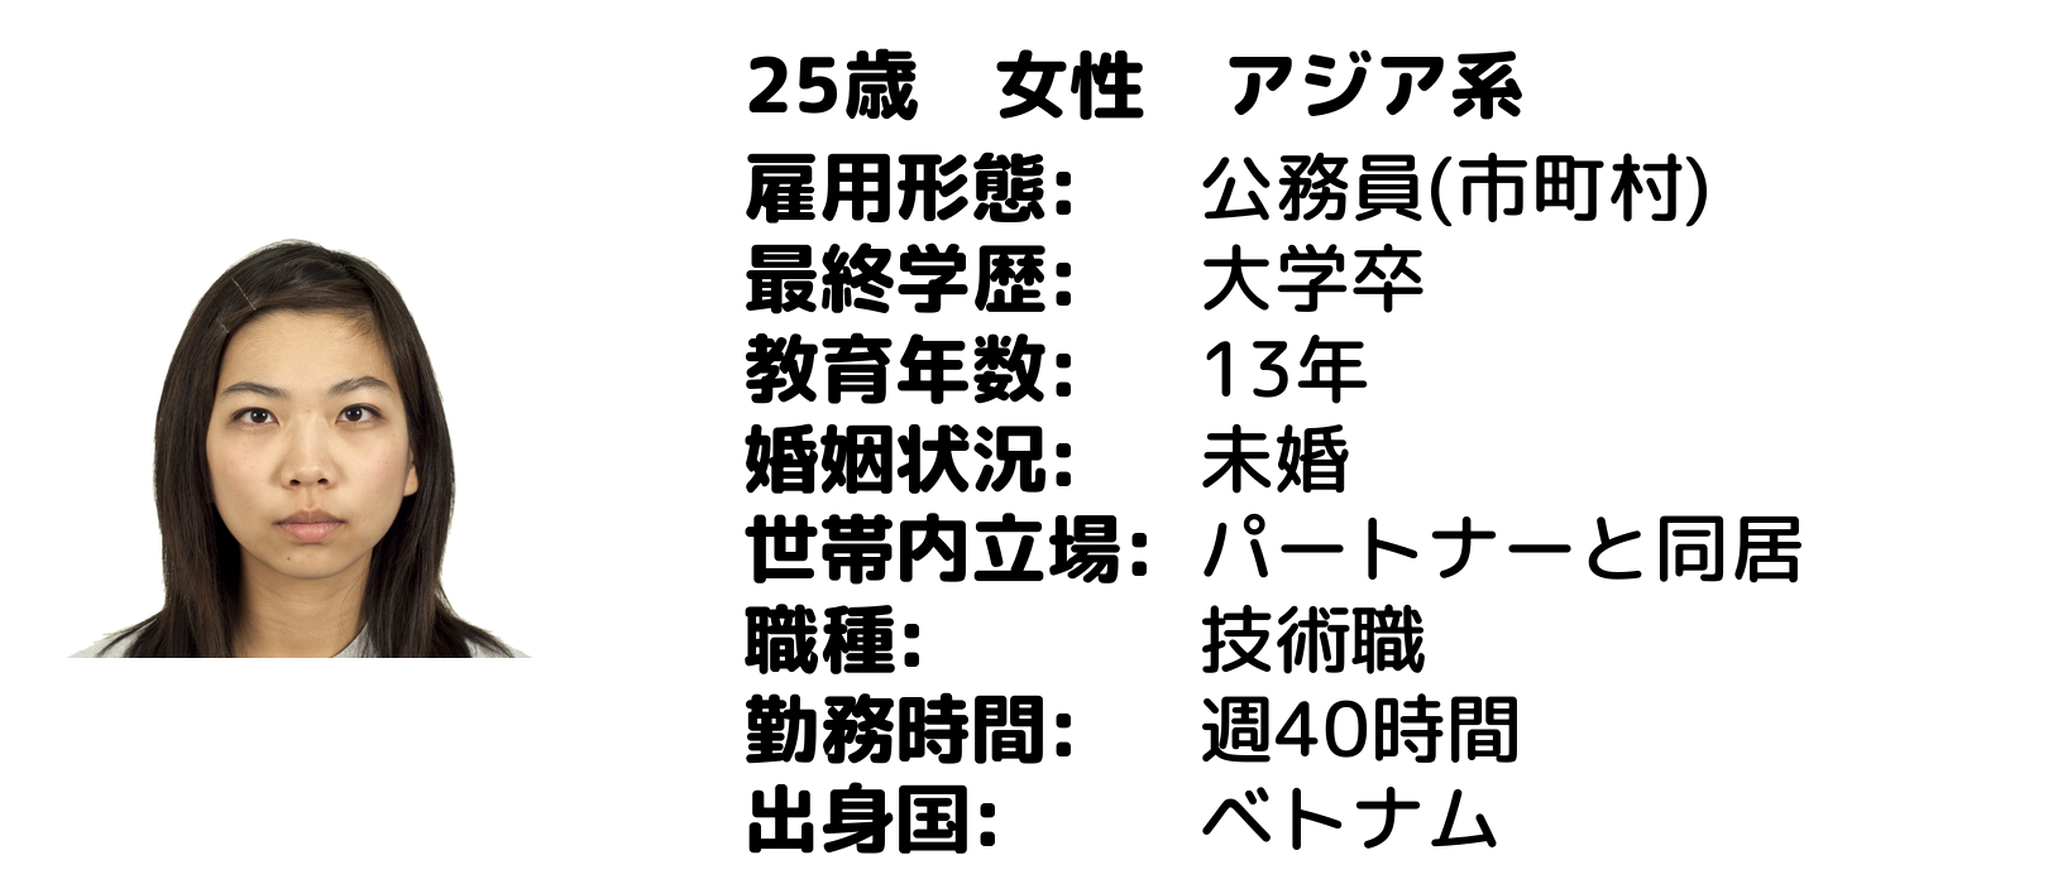 25歳　女性　アジア系
雇用形態: 公務員(市町村)
最終学歴: 大学卒
教育年数: 13年
婚姻状況: 未婚
世帯内立場: パートナーと同居
職種: 技術職
勤務時間: 週40時間
出身国: ベトナム